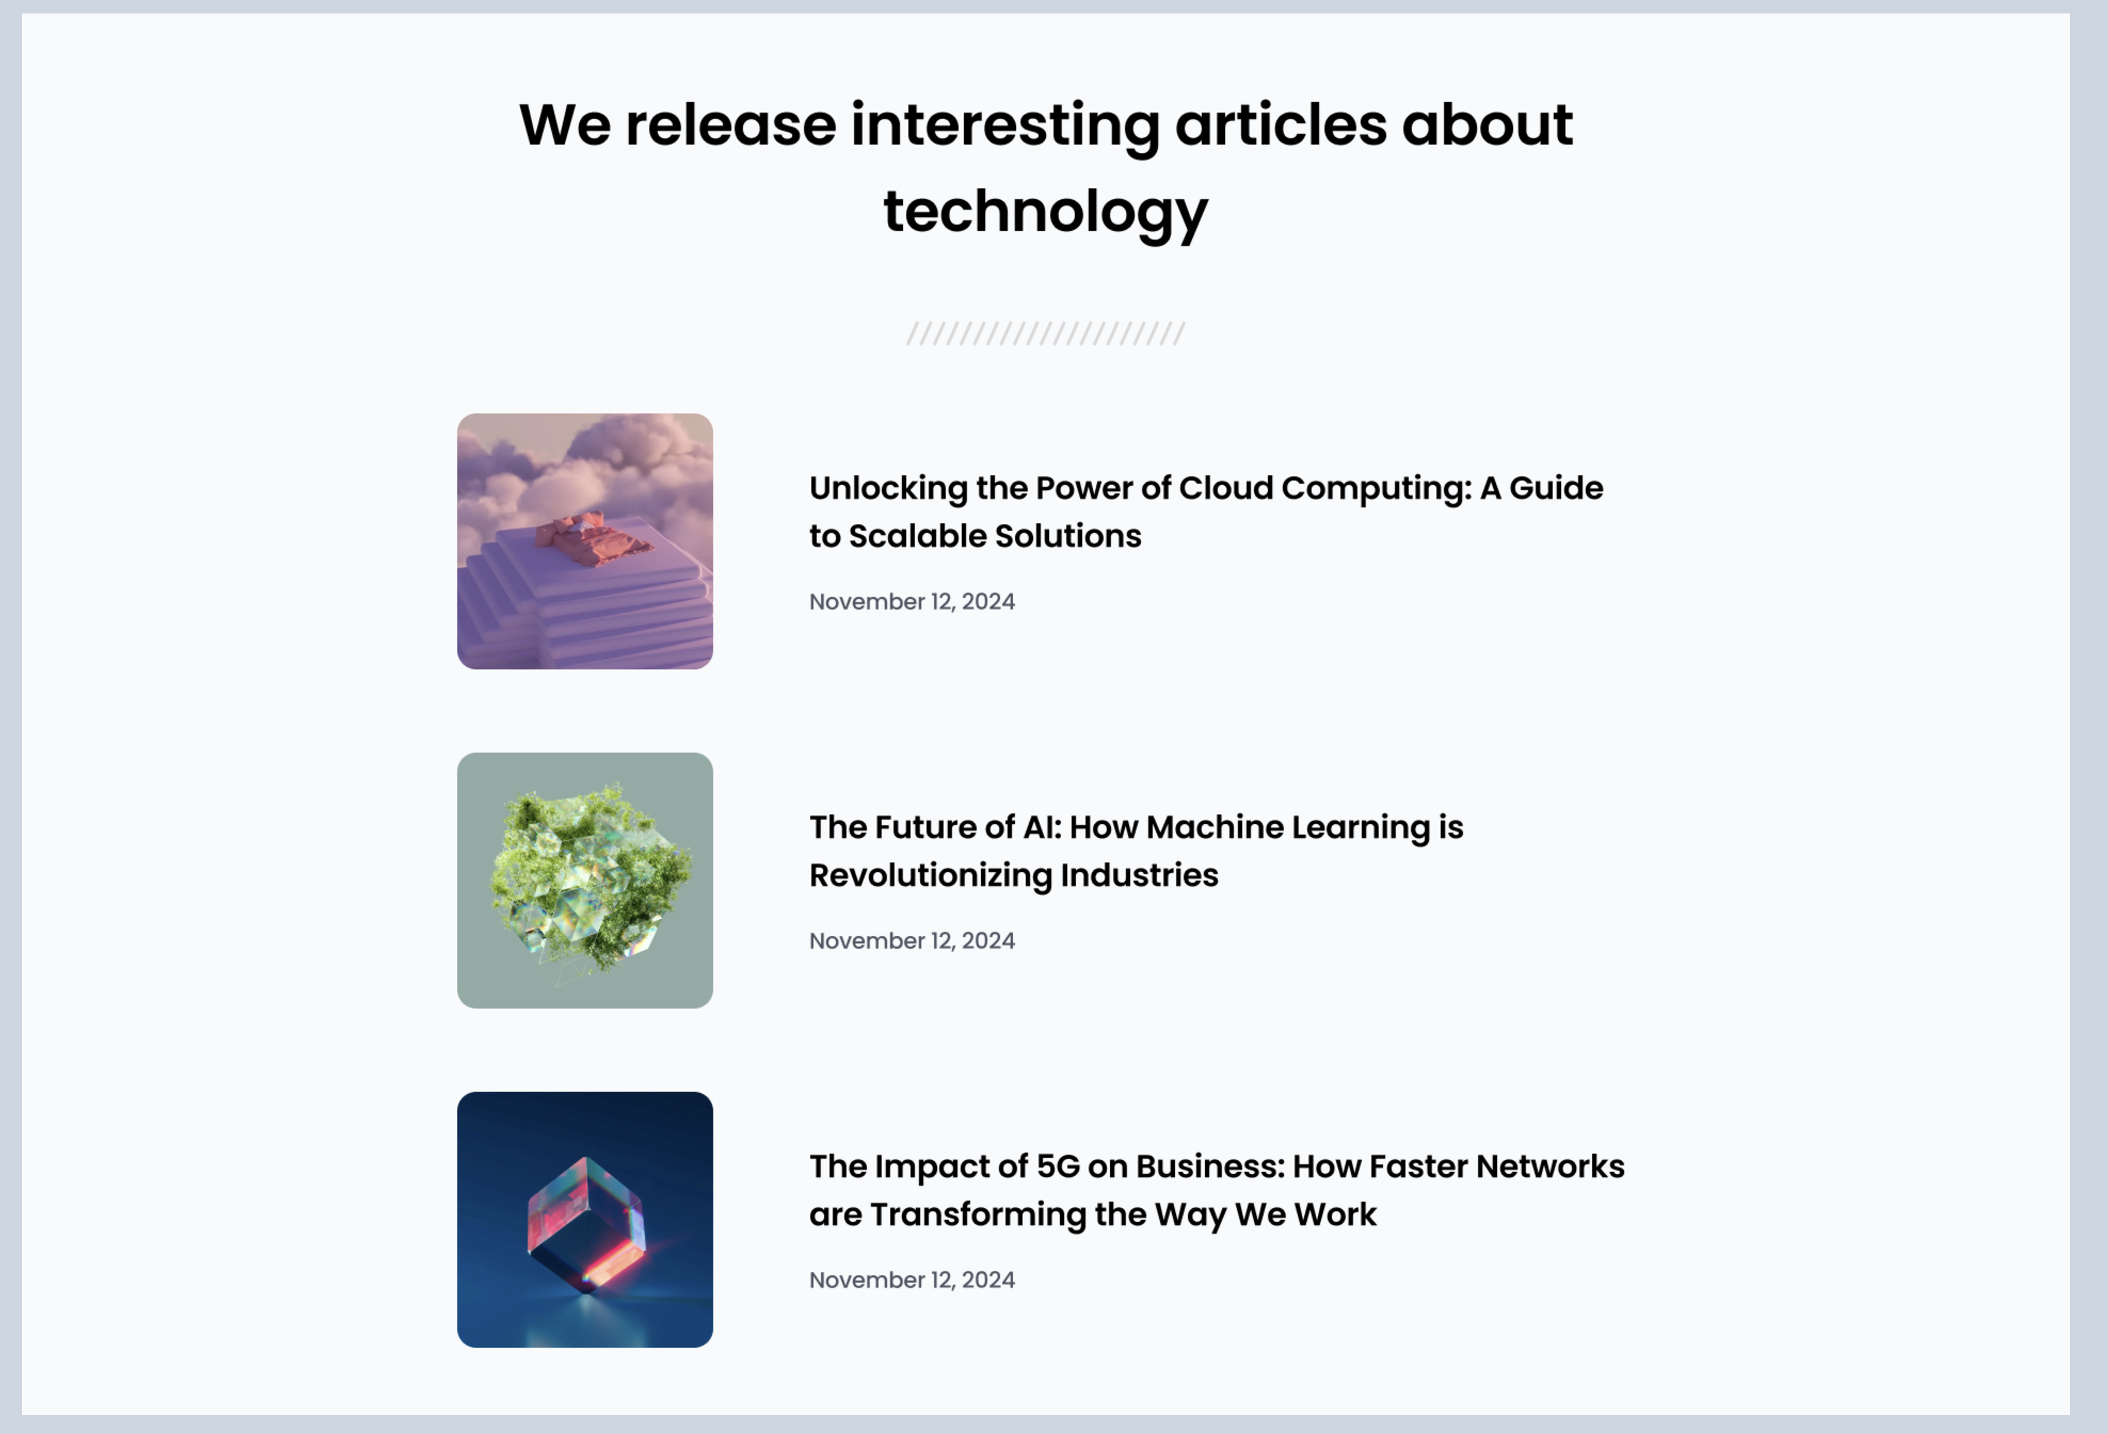 We release interesting articles about
technology
Unlocking the Power of Cloud Computing: A Guide
to Scalable Solutions
November 12, 2024
The Future of AI: How Machine Learning is
Revolutionizing Industries
November 12, 2024
The Impact of 5G on Business: How Faster Networks
are Transforming the Way We Work
November 12, 2024